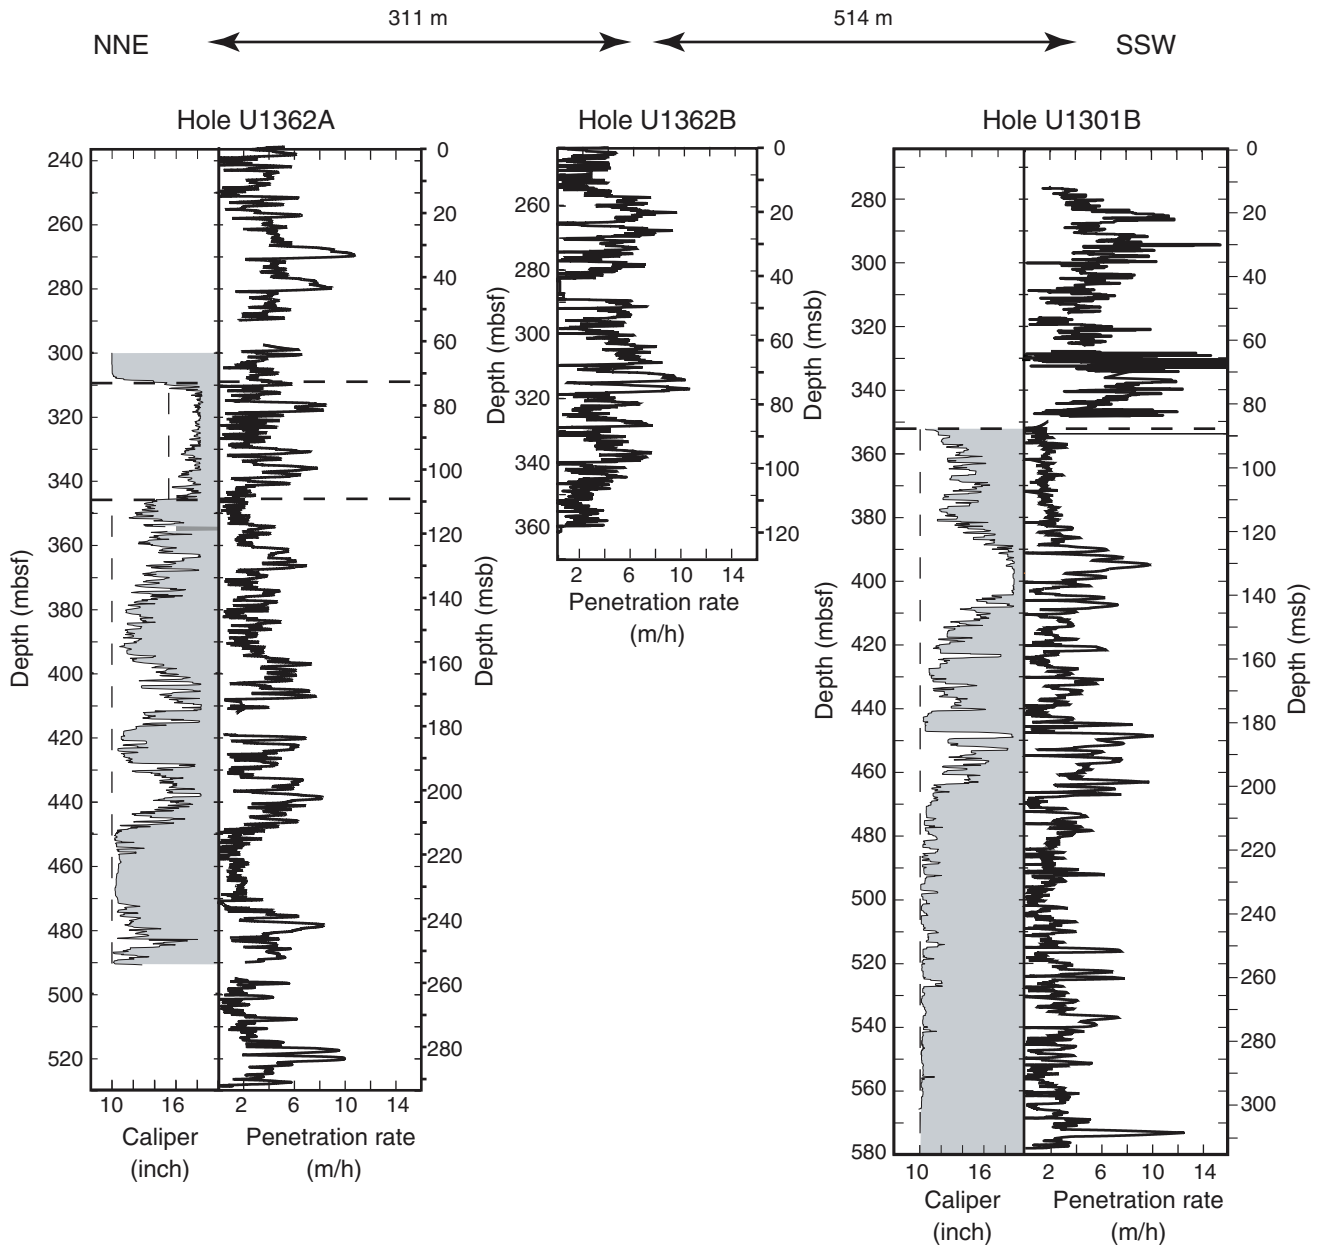 311 m
514 m
NNE
SSW
Hole U1362A
Hole U1362B
Hole U1301B
Depth (mbsf)
240
260
280
300
320
340
360
380
400
420
440
460
480
500
520
10 16
Caliper
(inch)
2 6 10 14
Penetration rate
(m/h)
0
20
40
60
80
100
120
140
160
180
200
220
240
260
280
Depth (msb)
Depth (mbsf)
260
280
300
320
340
360
2 6 10 14
Penetration rate
(m/h)
0
20
40
60
80
100
120
Depth (msb)
Depth (mbsf)
280
300
320
340
360
380
400
420
440
460
480
500
520
540
560
580
10 16
Caliper
(inch)
2 6 10 14
Penetration rate
(m/h)
0
20
40
60
80
100
120
140
160
180
200
220
240
260
280
300
Depth (msb)